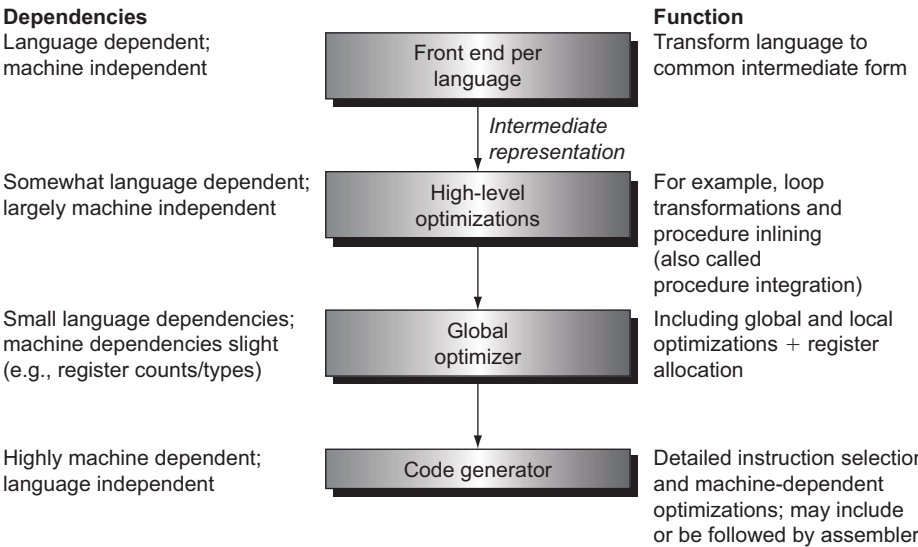 Dependencies
Language dependent;
machine independent
Front end per
language
Function
Transform language to
common intermediate form
Intermediate
representation
Somewhat language dependent;
largely machine independent
High-level
optimizations
For example, loop
transformations and
procedure inlining
(also called
procedure integration)
Small language dependencies;
machine dependencies slight
(e.g., register counts/types)
Global
optimizer
Including global and local
optimizations + register
allocation
Highly machine dependent;
language independent
Code generator
Detailed instruction selection
and machine-dependent
optimizations; may include
or be followed by assembler